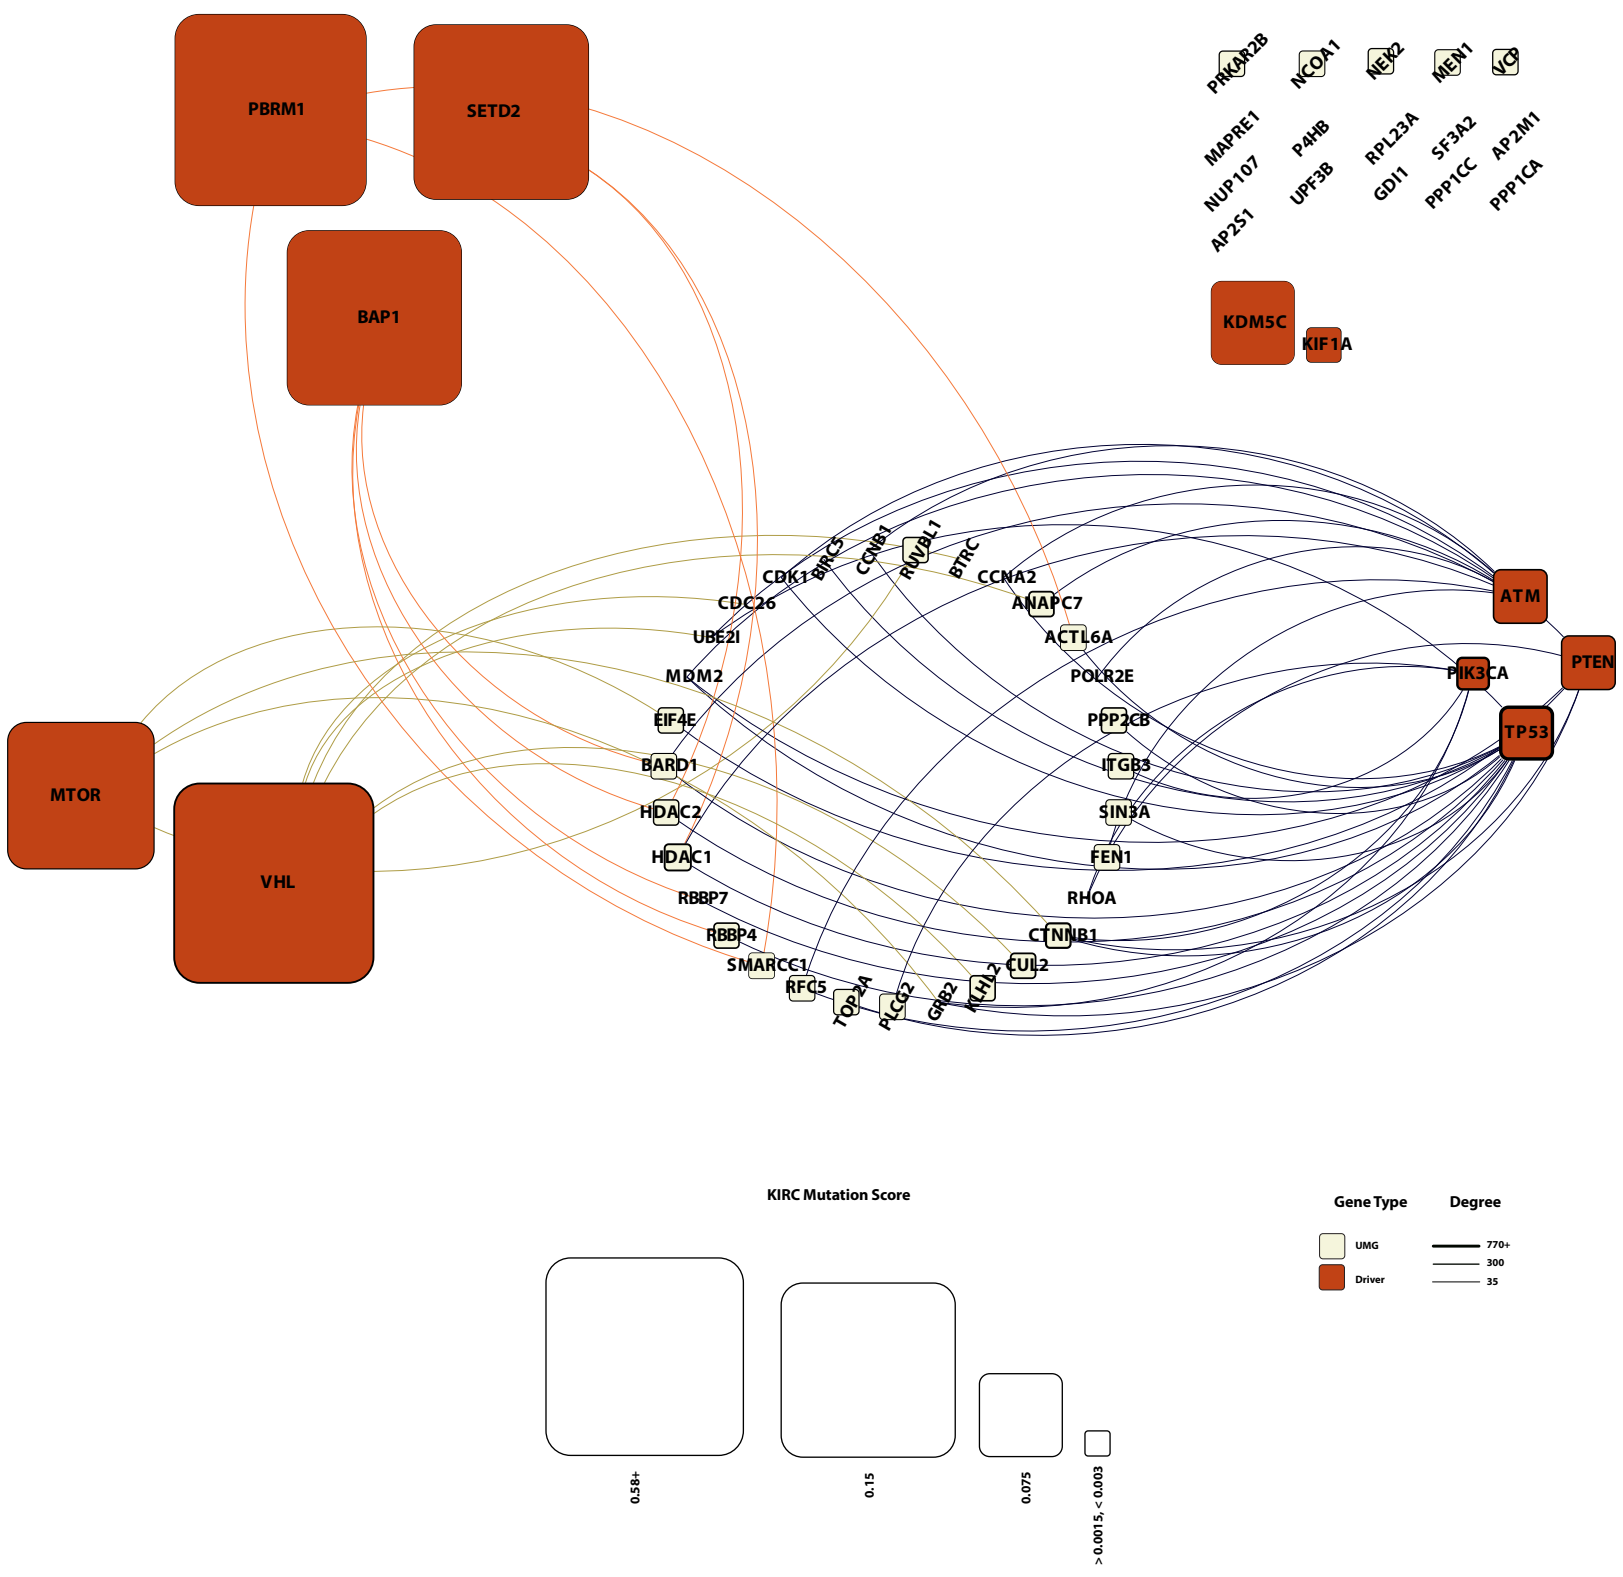 PBRM1
SETD2
BAP1
MTOR
VHL
PRKAR2B
NCOA1
NEK2
MEN1
VCP
MAPRE1
P4HB
RPL23A
SF3A2
AP2M1
NUP107
UPF3B
GDI1
PPP1CC
PPP1CA
AP2S1
KDM5C
KIF1A
CDK1
BIRC5
CCNB1
RUVBL1
BTRC
CCNA2
CDC26
ANAPC7
UBE2I
ACTL6A
MDM2
POLR2E
EIF4E
PPP2CB
BARD1
ITGB3
HDAC2
SIN3A
HDAC1
FEN1
RBBP7
RHOA
RBBP4
CTNNB1
SMARCC1
CUL2
RFC5
TOP2A
PLCG2
GRB2
KLHL2
ATM
PTEN
PIK3CA
TP53
KIRC Mutation Score
0.58+
0.15
0.075
> 0.0015, < 0.003
Gene Type
UMG
Driver
Degree
770+
300
35